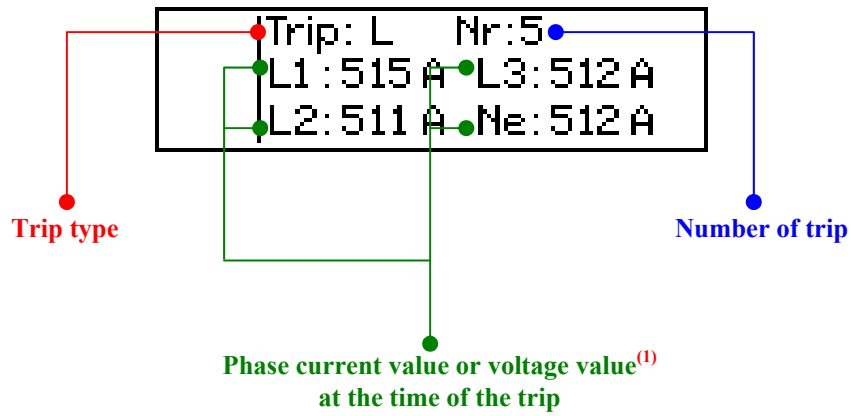 Trip: L Nr:5
L1:515 A L3:512 A
L2:511 A Ne:512 A
Trip type
Number of trip
Phase current value or voltage value(1)
at the time of the trip